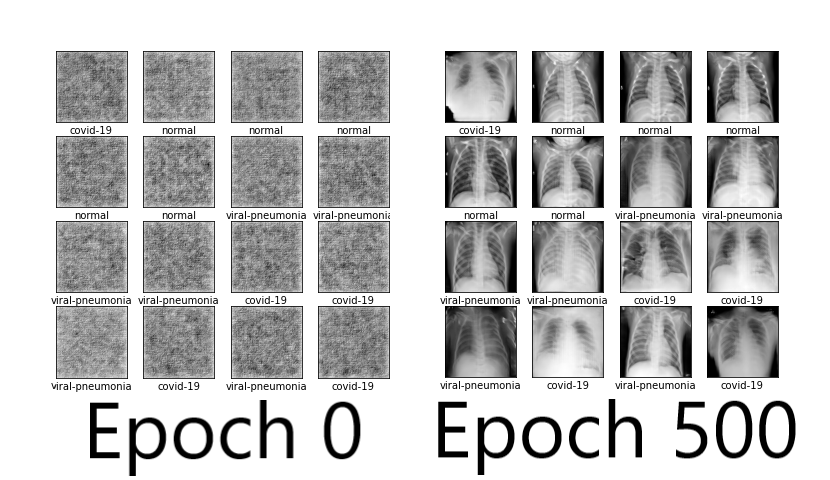 covid-19 normal normal normal
normal normal viral-pneumonia viral-pneumonia
viral-pneumonia viral-pneumonia covid-19 covid-19
viral-pneumonia covid-19 viral-pneumonia covid-19
Epoch 0
covid-19 normal normal normal
normal normal viral-pneumonia viral-pneumonia
viral-pneumonia viral-pneumonia covid-19 covid-19
viral-pneumonia covid-19 viral-pneumonia covid-19
Epoch 500